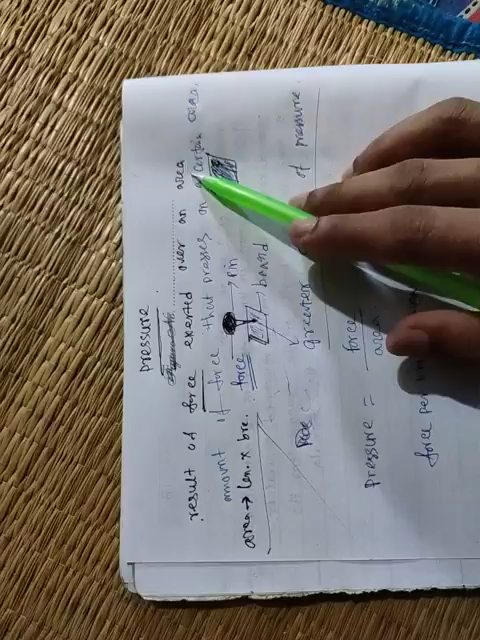 pressure.
result of force exerted over an area
amount of force that presses on certain area.
area → len. x bre. force → pin
→ board
greater of pressure.
pressure = force
area
force per